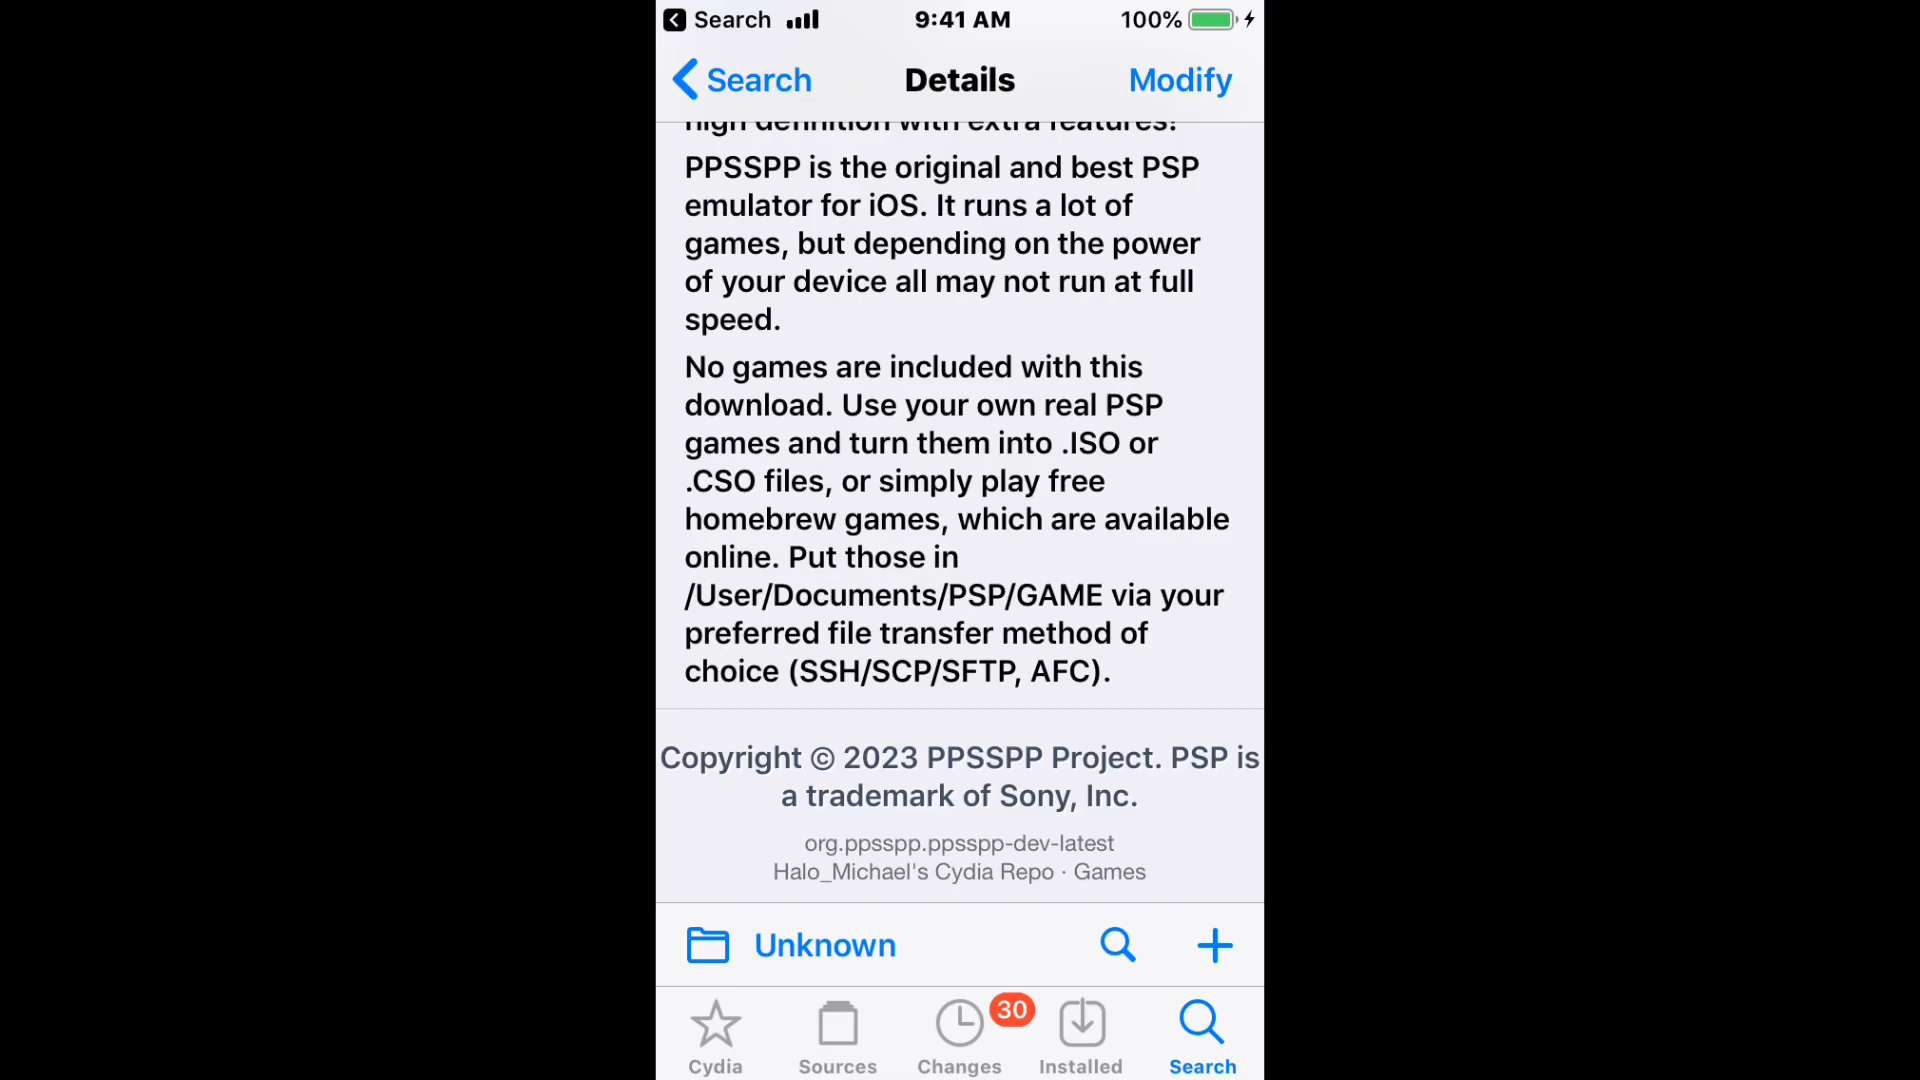 Search
9:41 AM
100%
Search
Details
Modify
high definition with extra features!
PPSSPP is the original and best PSP
emulator for iOS. It runs a lot of
games, but depending on the power
of your device all may not run at full
speed.
No games are included with this
download. Use your own real PSP
games and turn them into .ISO or
.CSO files, or simply play free
homebrew games, which are available
online. Put those in
/User/Documents/PSP/GAME via your
preferred file transfer method of
choice (SSH/SCP/SFTP, AFC).
Copyright © 2023 PPSSPP Project. PSP is
a trademark of Sony, Inc.
org.ppsspp.ppsspp-dev-latest
Halo_Michael's Cydia Repo · Games
Unknown
30
Cydia
Sources
Changes
Installed
Search